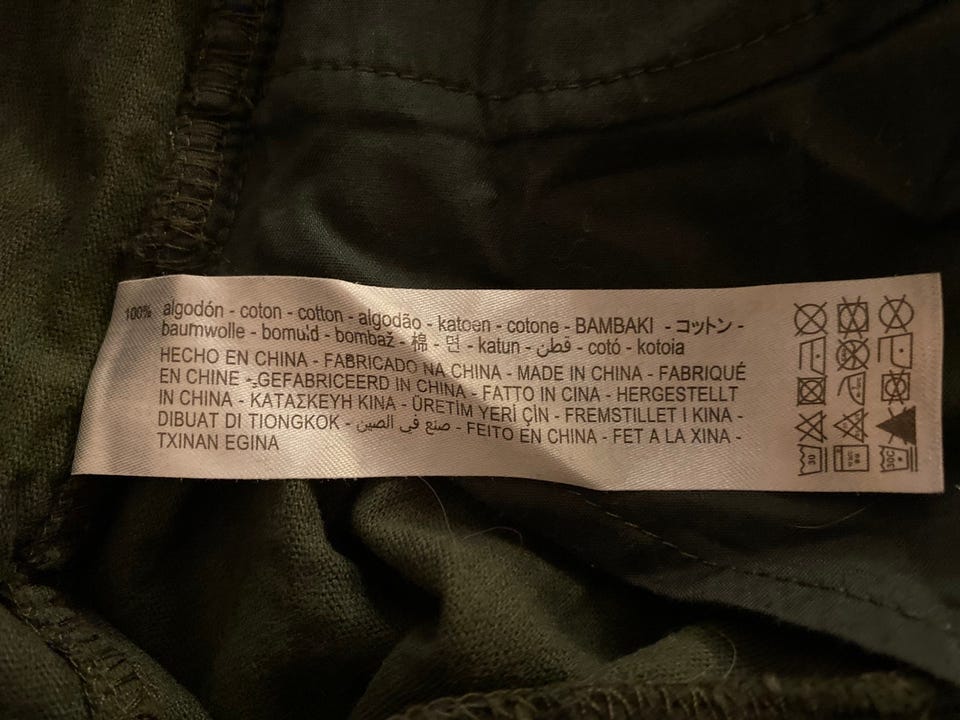 100% algodón - coton - cotton - algodão - katoen - cotone - BAMBAKI - コットン -
baumwolle - bomuld - bombaž - 棉 - 면 - katun - قطن - cotó - kotoia
HECHO EN CHINA - FABRICADO NA CHINA - MADE IN CHINA - FABRIQUÉ
EN CHINE - GEFABRICEERD IN CHINA - FATTO IN CINA - HERGESTELLT
IN CHINA - ΚΑΤΑΣΚΕΥΗ ΚΙΝΑ - ÜRETİM YERİ ÇİN - FREMSTILLET I KINA -
DIBUAT DI TIONGKOK - صنع في الصين - FEITO EN CHINA - FET A LA XINA -
TXINAN EGINA
30 30C